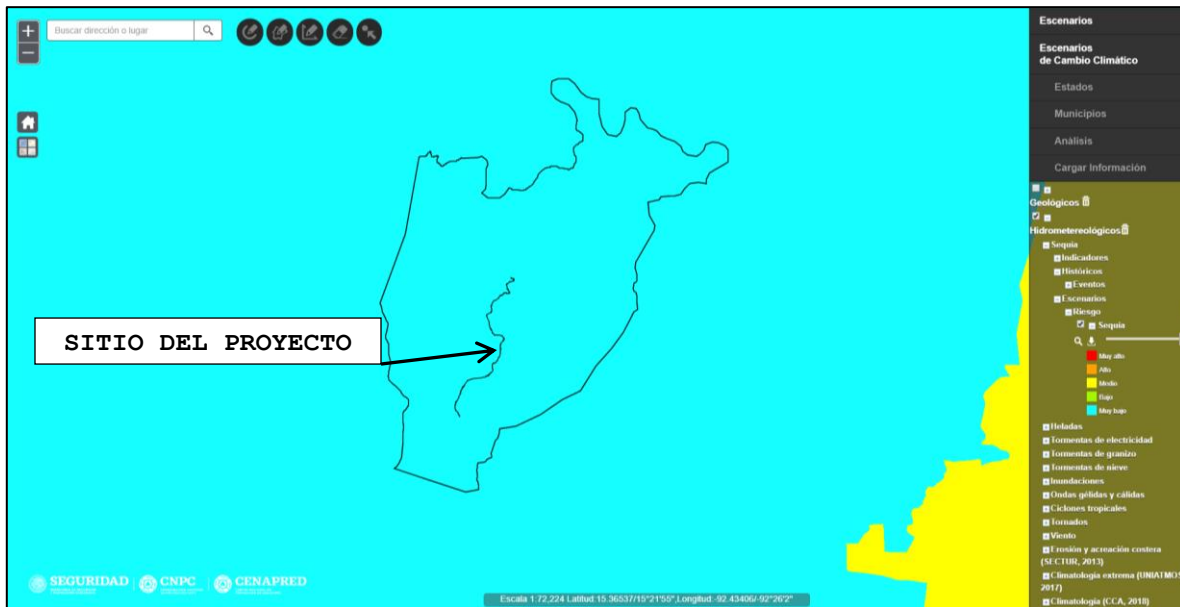 Buscar dirección o lugar
SITIO DEL PROYECTO
SEGURIDAD
CNPC
CENAPRED
Escala 1:72,224 Latitud:15.36537/15°21'55",Longitud:-92.43406/-92°26'2"
Escenarios
Escenarios
de Cambio Climático
Estados
Municipios
Análisis
Cargar Información
Geológicos
Hidrometereológicos
Sequía
Indicadores
Históricos
Eventos
Escenarios
Riesgo
Sequía
Muy alto
Alto
Medio
Bajo
Muy bajo
Heladas
Tormentas de electricidad
Tormentas de granizo
Tormentas de nieve
Inundaciones
Ondas gélidas y cálidas
Ciclones tropicales
Tornados
Viento
Erosión y acreación costera
(SECTUR, 2013)
Climatología extrema (UNIATMOS
2017)
Climatología (CCA, 2018)